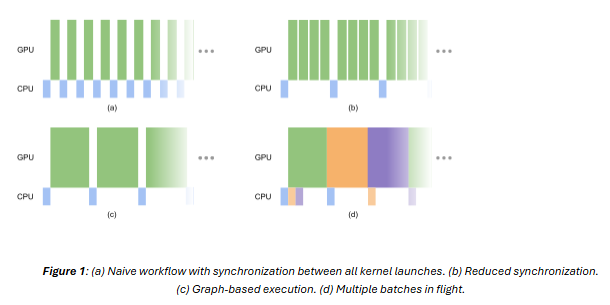 GPU
CPU
(a)
GPU
CPU
(b)
GPU
CPU
(c)
GPU
CPU
(d)
Figure 1: (a) Naive workflow with synchronization between all kernel launches. (b) Reduced synchronization.
(c) Graph-based execution. (d) Multiple batches in flight.